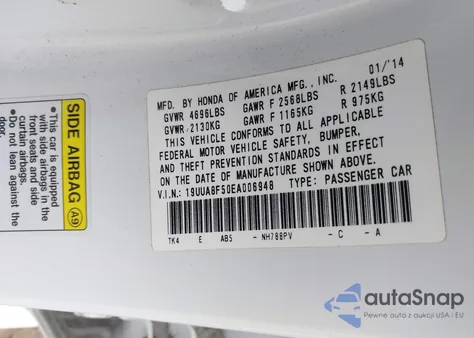 MFD. BY HONDA OF AMERICA MFG., INC. 01/'14
GVWR 4696LBS GAWR F 2568LBS R 2149LBS
GVWR 2130KG GAWR F 1165KG R 975KG
THIS VEHICLE CONFORMS TO ALL APPLICABLE
FEDERAL MOTOR VEHICLE SAFETY, BUMPER,
AND THEFT PREVENTION STANDARDS IN EFFECT
ON THE DATE OF MANUFACTURE SHOWN ABOVE.
V.I.N.: 19UUA8F50EA006948 TYPE: PASSENGER CAR
TK4 E AB5 - NH788PV - C - A
SIDE AIRBAG A9
• This car is equipped
with side airbags in the
front seats and side
curtain airbags.
• Do not lean against the
door.
autoSnap
Pewne auta z aukcji USA i EU